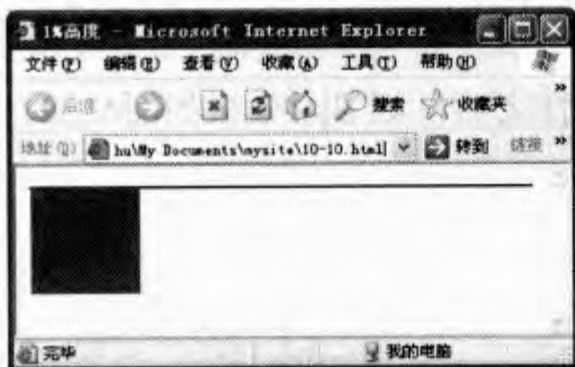 1%高度 - Microsoft Internet Explorer
文件(F) 编辑(E) 查看(V) 收藏(A) 工具(T) 帮助(H)
后退 搜索 收藏夹
地址(D) hu\My Documents\mysite\10-10.html 转到 链接 »
完毕 我的电脑